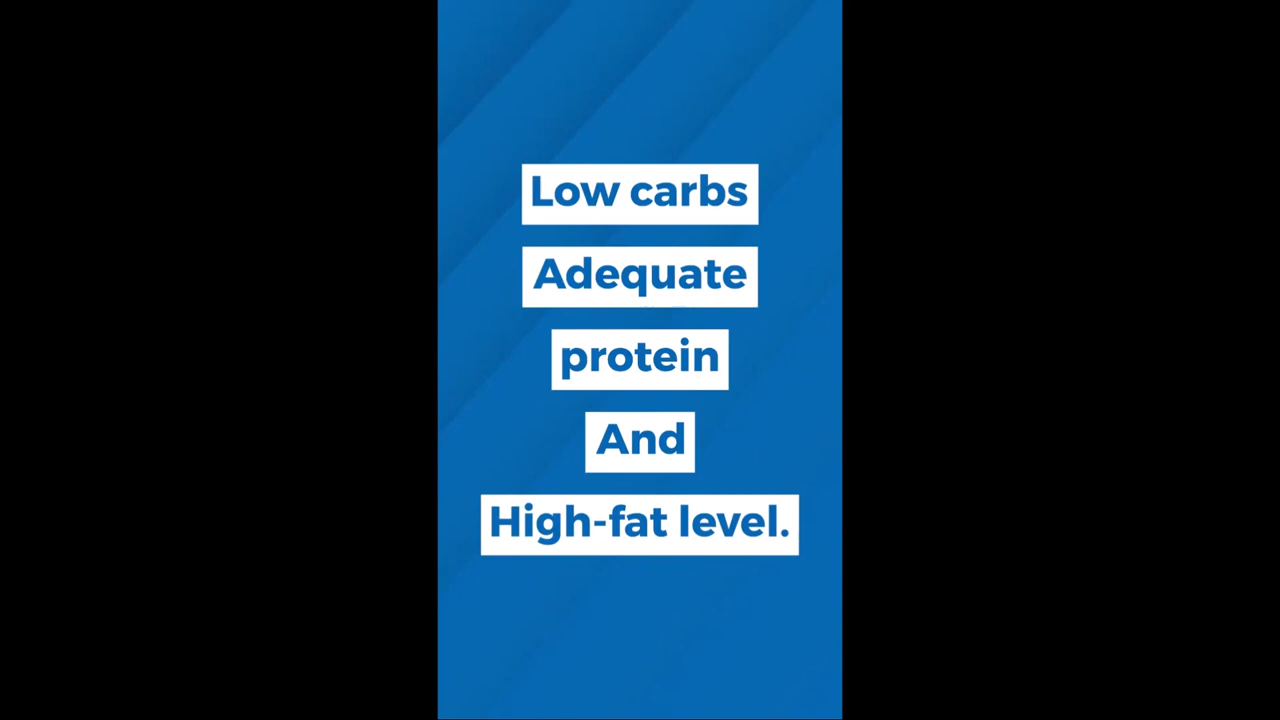 Low carbs
Adequate
protein
And
High-fat level.